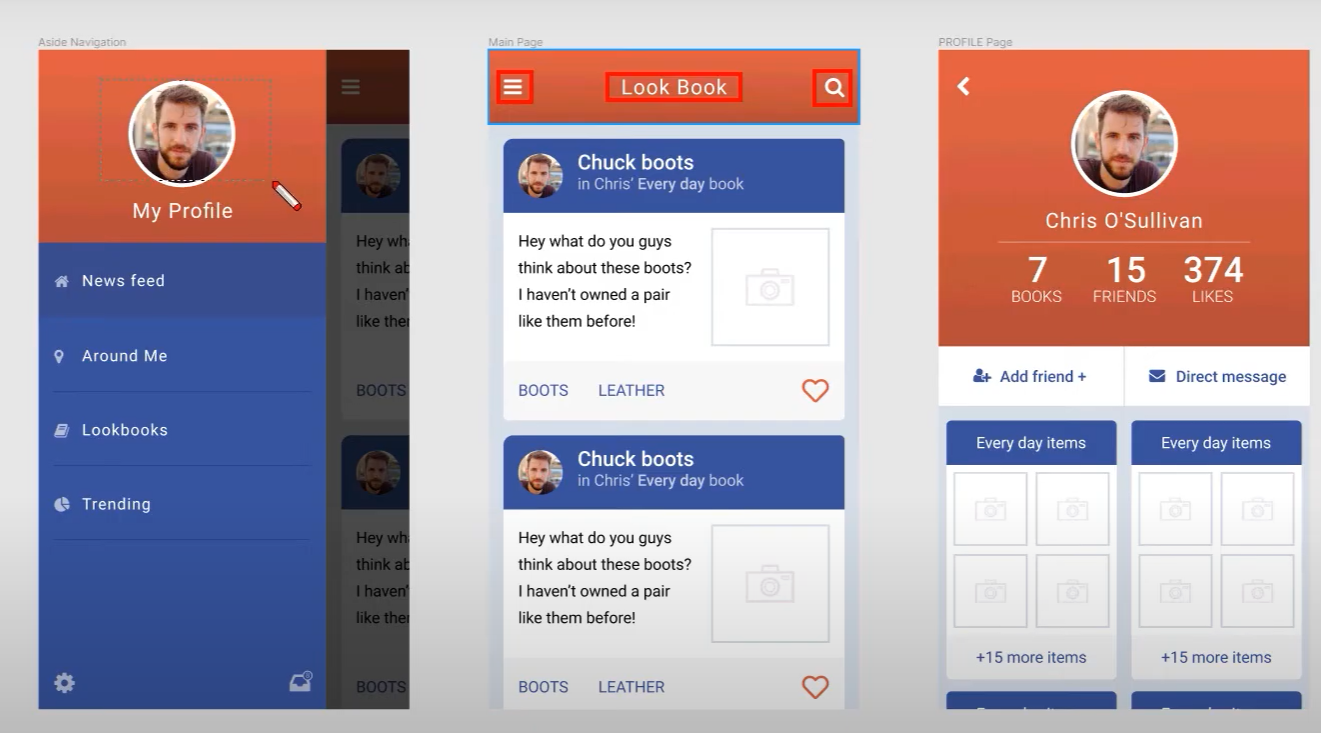 Aside Navigation
My Profile
News feed
Around Me
Lookbooks
Trending
Hey wh
think ab
I haven'
like the
BOOTS
Hey wh
think ab
I haven'
like the
BOOTS
Main Page
Look Book
Chuck boots
in Chris' Every day book
Hey what do you guys
think about these boots?
I haven't owned a pair
like them before!
BOOTS LEATHER
Chuck boots
in Chris' Every day book
Hey what do you guys
think about these boots?
I haven't owned a pair
like them before!
BOOTS LEATHER
PROFILE Page
Chris O'Sullivan
7 15 374
BOOKS FRIENDS LIKES
Add friend + Direct message
Every day items Every day items
+15 more items +15 more items